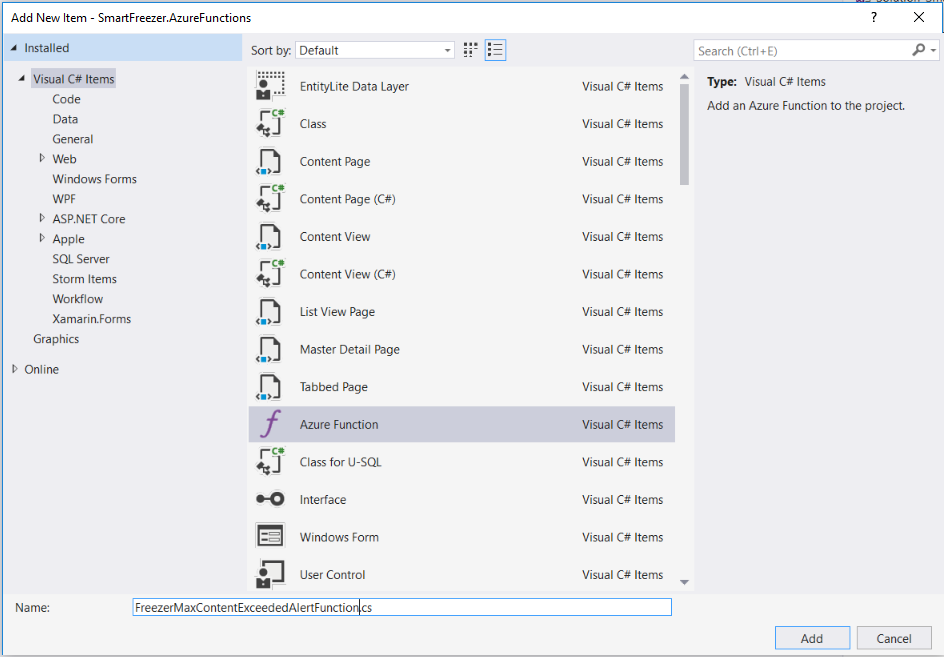 Add New Item - SmartFreezer.AzureFunctions
?
Installed
Visual C# Items
Code
Data
General
Web
Windows Forms
WPF
ASP.NET Core
Apple
SQL Server
Storm Items
Workflow
Xamarin.Forms
Graphics
Online
Sort by: Default
EntityLite Data Layer Visual C# Items
C# Class Visual C# Items
Content Page Visual C# Items
C# Content Page (C#) Visual C# Items
Content View Visual C# Items
C# Content View (C#) Visual C# Items
List View Page Visual C# Items
Master Detail Page Visual C# Items
Tabbed Page Visual C# Items
Azure Function Visual C# Items
C# Class for U-SQL Visual C# Items
Interface Visual C# Items
Windows Form Visual C# Items
User Control Visual C# Items
Search (Ctrl+E)
Type: Visual C# Items
Add an Azure Function to the project.
Name: FreezerMaxContentExceededAlertFunction.cs
Add Cancel